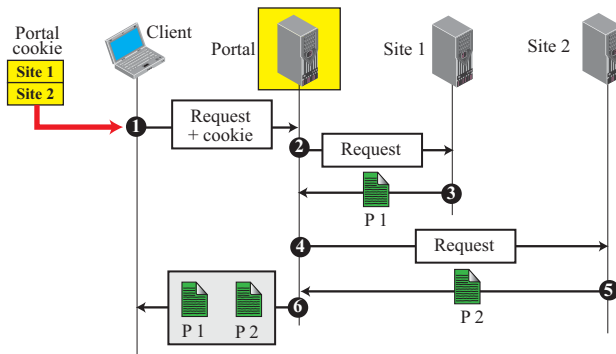 Portal
cookie
Site 1
Site 2
Client
Portal
Site 1
Site 2
1
Request
+ cookie
2
Request
3
P 1
4
Request
5
P 2
6
P 1
P 2